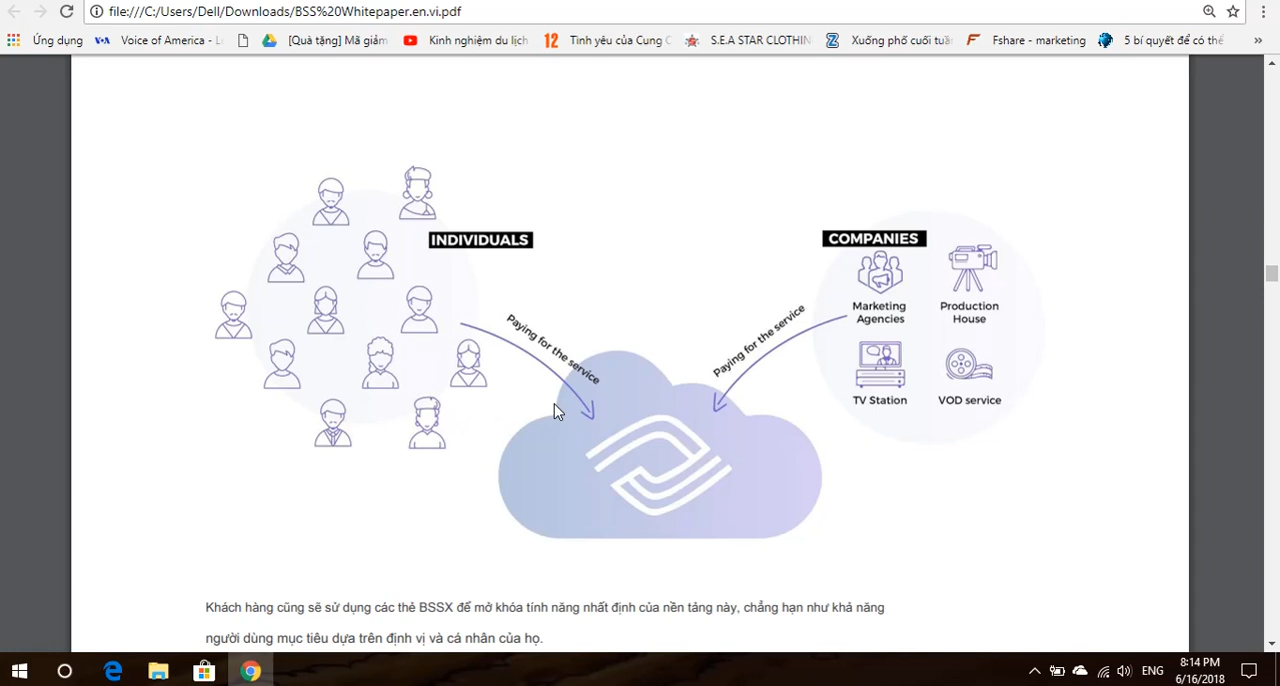 file:///C:/Users/Dell/Downloads/BSS%20Whitepaper.en.vi.pdf
Ứng dụng Voice of America - L [Quà tặng] Mã giảm Kinh nghiệm du lịch 12 Tình yêu của Cung C S.E.A STAR CLOTHIN Xuống phố cuối tuần Fshare - marketing 5 bí quyết để có thể »
INDIVIDUALS
COMPANIES
Marketing Agencies
Production House
TV Station
VOD service
Paying for the service
Paying for the service
Khách hàng cũng sẽ sử dụng các thẻ BSSX để mở khóa tính năng nhất định của nền tảng này, chẳng hạn như khả năng
người dùng mục tiêu dựa trên định vị và cá nhân của họ.
ENG
8:14 PM
6/16/2018